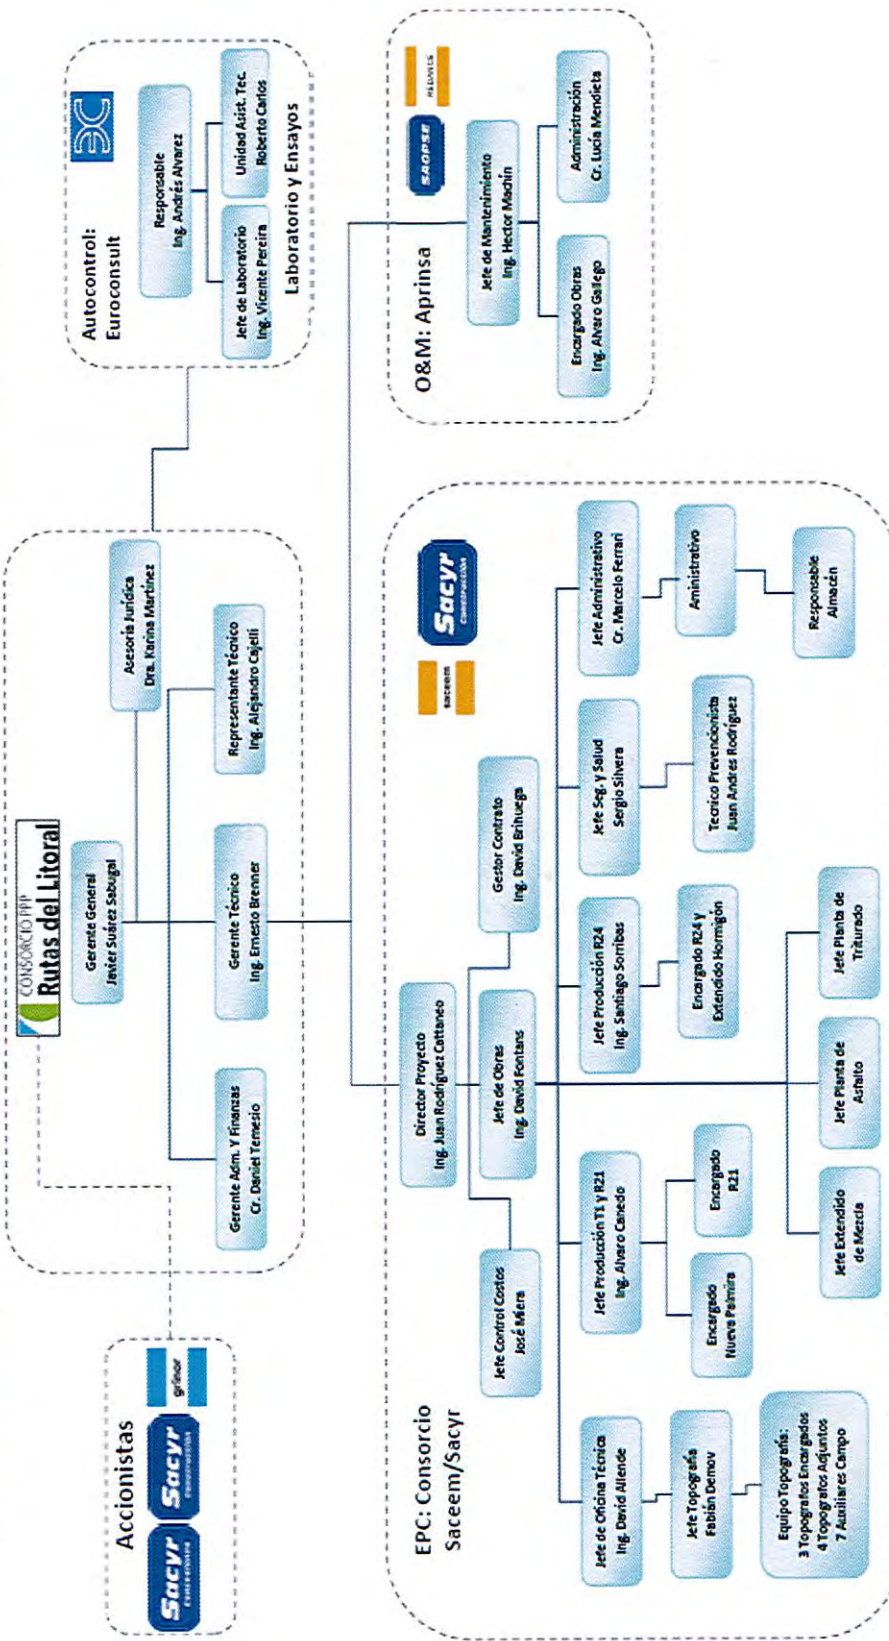 Accionistas
Sacyr
CONCESIONES
Sacyr
CONSTRUCCIÓN
grinor
CONSORCIO PPP
Rutas del Litoral
Gerente General
Javier Suárez Sabugal
Asesoría Jurídica
Dra. Karina Martínez
Gerente Adm. Y Finanzas
Cr. Daniel Temesio
Gerente Técnico
Ing. Ernesto Brenner
Representante Técnico
Ing. Alejandro Cajelli
Autocontrol:
Euroconsult
Responsable
Ing. Andrés Alvarez
Jefe de Laboratorio
Ing. Vicente Pereira
Unidad Asist. Tec.
Roberto Carlos
Laboratorio y Ensayos
EPC: Consorcio
Saceem/Sacyr
saceem
Sacyr
CONSTRUCCIÓN
Director Proyecto
Ing. Juan Rodríguez Cattaneo
Jefe Control Costos
José Miera
Jefe de Obras
Ing. David Fontans
Gestor Contrato
Ing. David Brihuega
Jefe de Oficina Técnica
Ing. David Allende
Jefe Producción T1 y R21
Ing. Alvaro Canedo
Jefe Producción R24
Ing. Santiago Sorribas
Jefe Seg. y Salud
Sergio Silvera
Jefe Administrativo
Cr. Marcelo Ferrari
Jefe Topografía
Fabián Demov
Encargado
Nueva Palmira
Encargado
R21
Encargado R24 y
Extendido Hormigón
Tecnico Prevencionista
Juan Andres Rodríguez
Aministrativo
Equipo Topografía:
3 Topografos Encargados
4 Topografos Adjuntos
7 Auxiliares Campo
Jefe Extendido
de Mezcla
Jefe Planta de
Asfalto
Jefe Planta de
Triturado
Responsable
Almacén
O&M: Aprinsa
SAOPSE
Jefe de Mantenimiento
Ing. Hector Machín
Encargado Obras
Ing. Alvaro Gallego
Administración
Cr. Lucía Mendieta